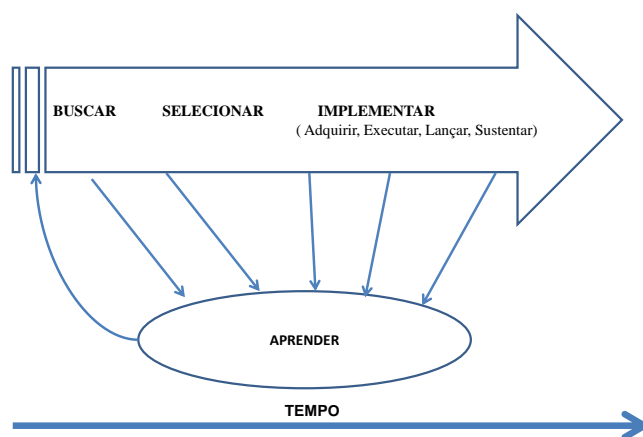 BUSCAR SELECIONAR IMPLEMENTAR
( Adquirir, Executar, Lançar, Sustentar)
APRENDER
TEMPO